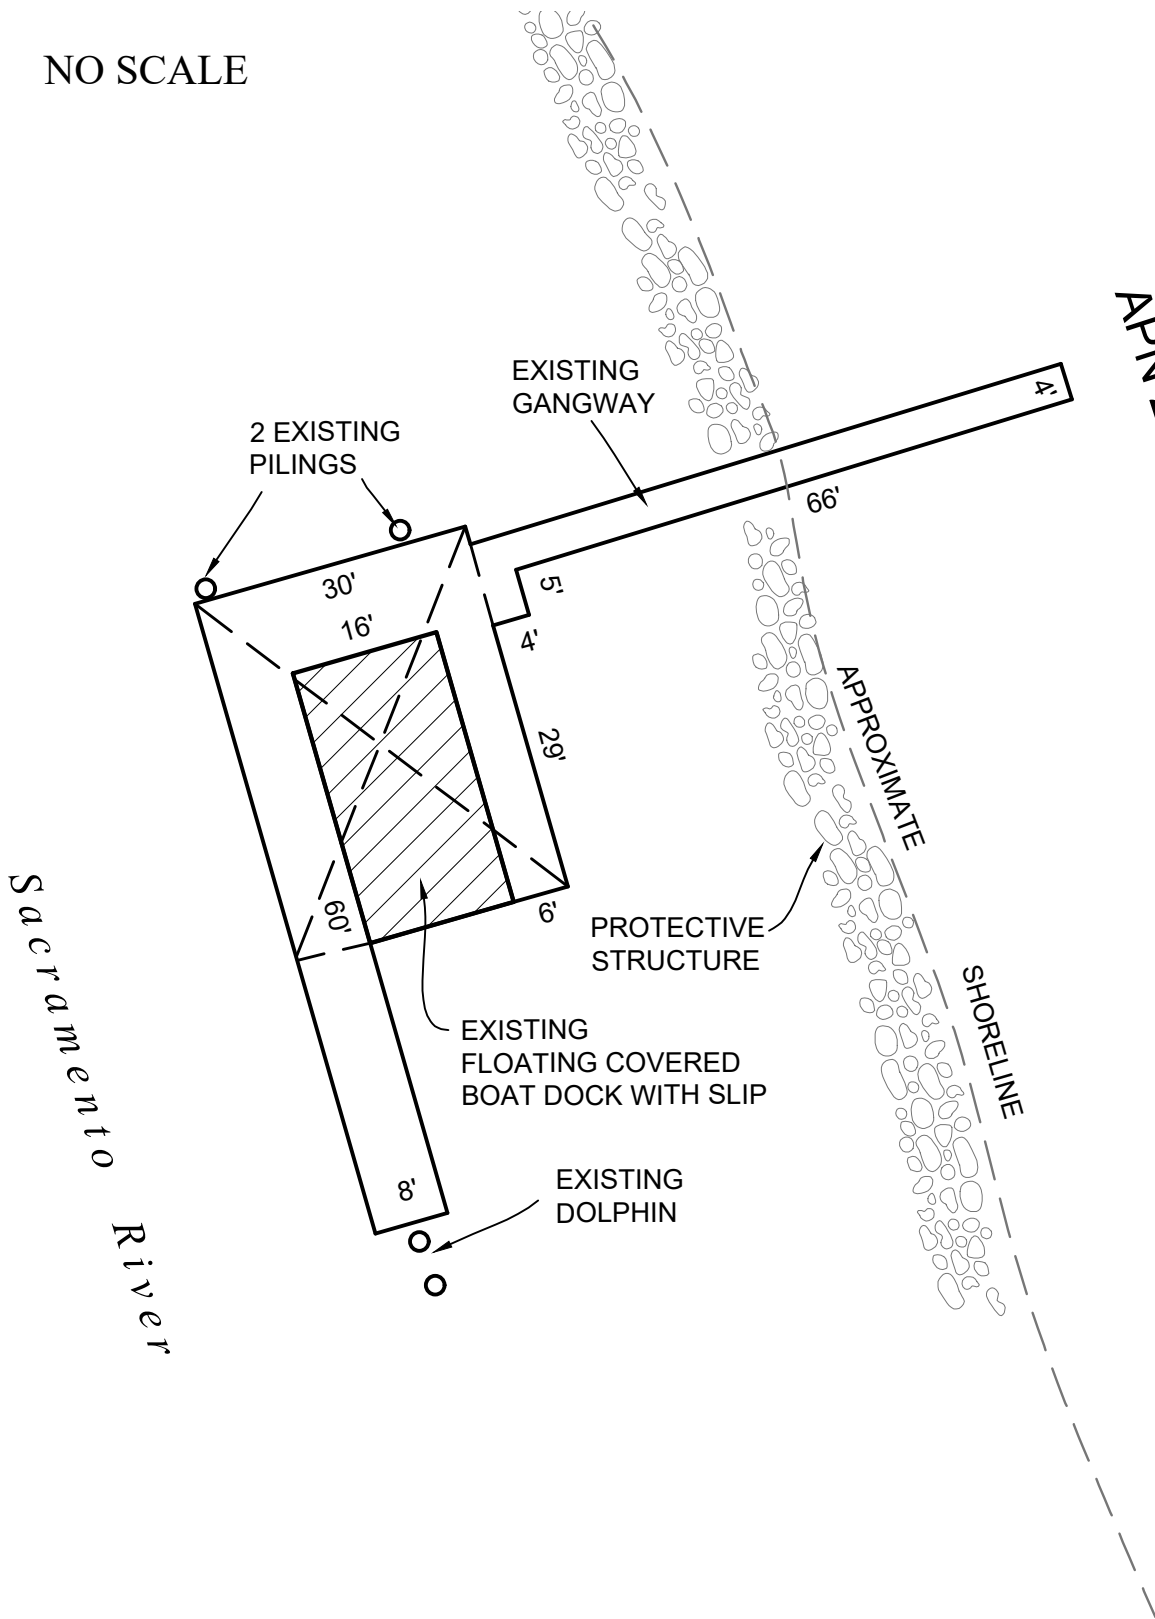 NO SCALE
APN
EXISTING
GANGWAY
4'
2 EXISTING
PILINGS
66'
30'
5'
16'
4'
29'
APPROXIMATE
60'
6'
PROTECTIVE
STRUCTURE
Sacramento River
SHORELINE
EXISTING
FLOATING COVERED
BOAT DOCK WITH SLIP
8'
EXISTING
DOLPHIN